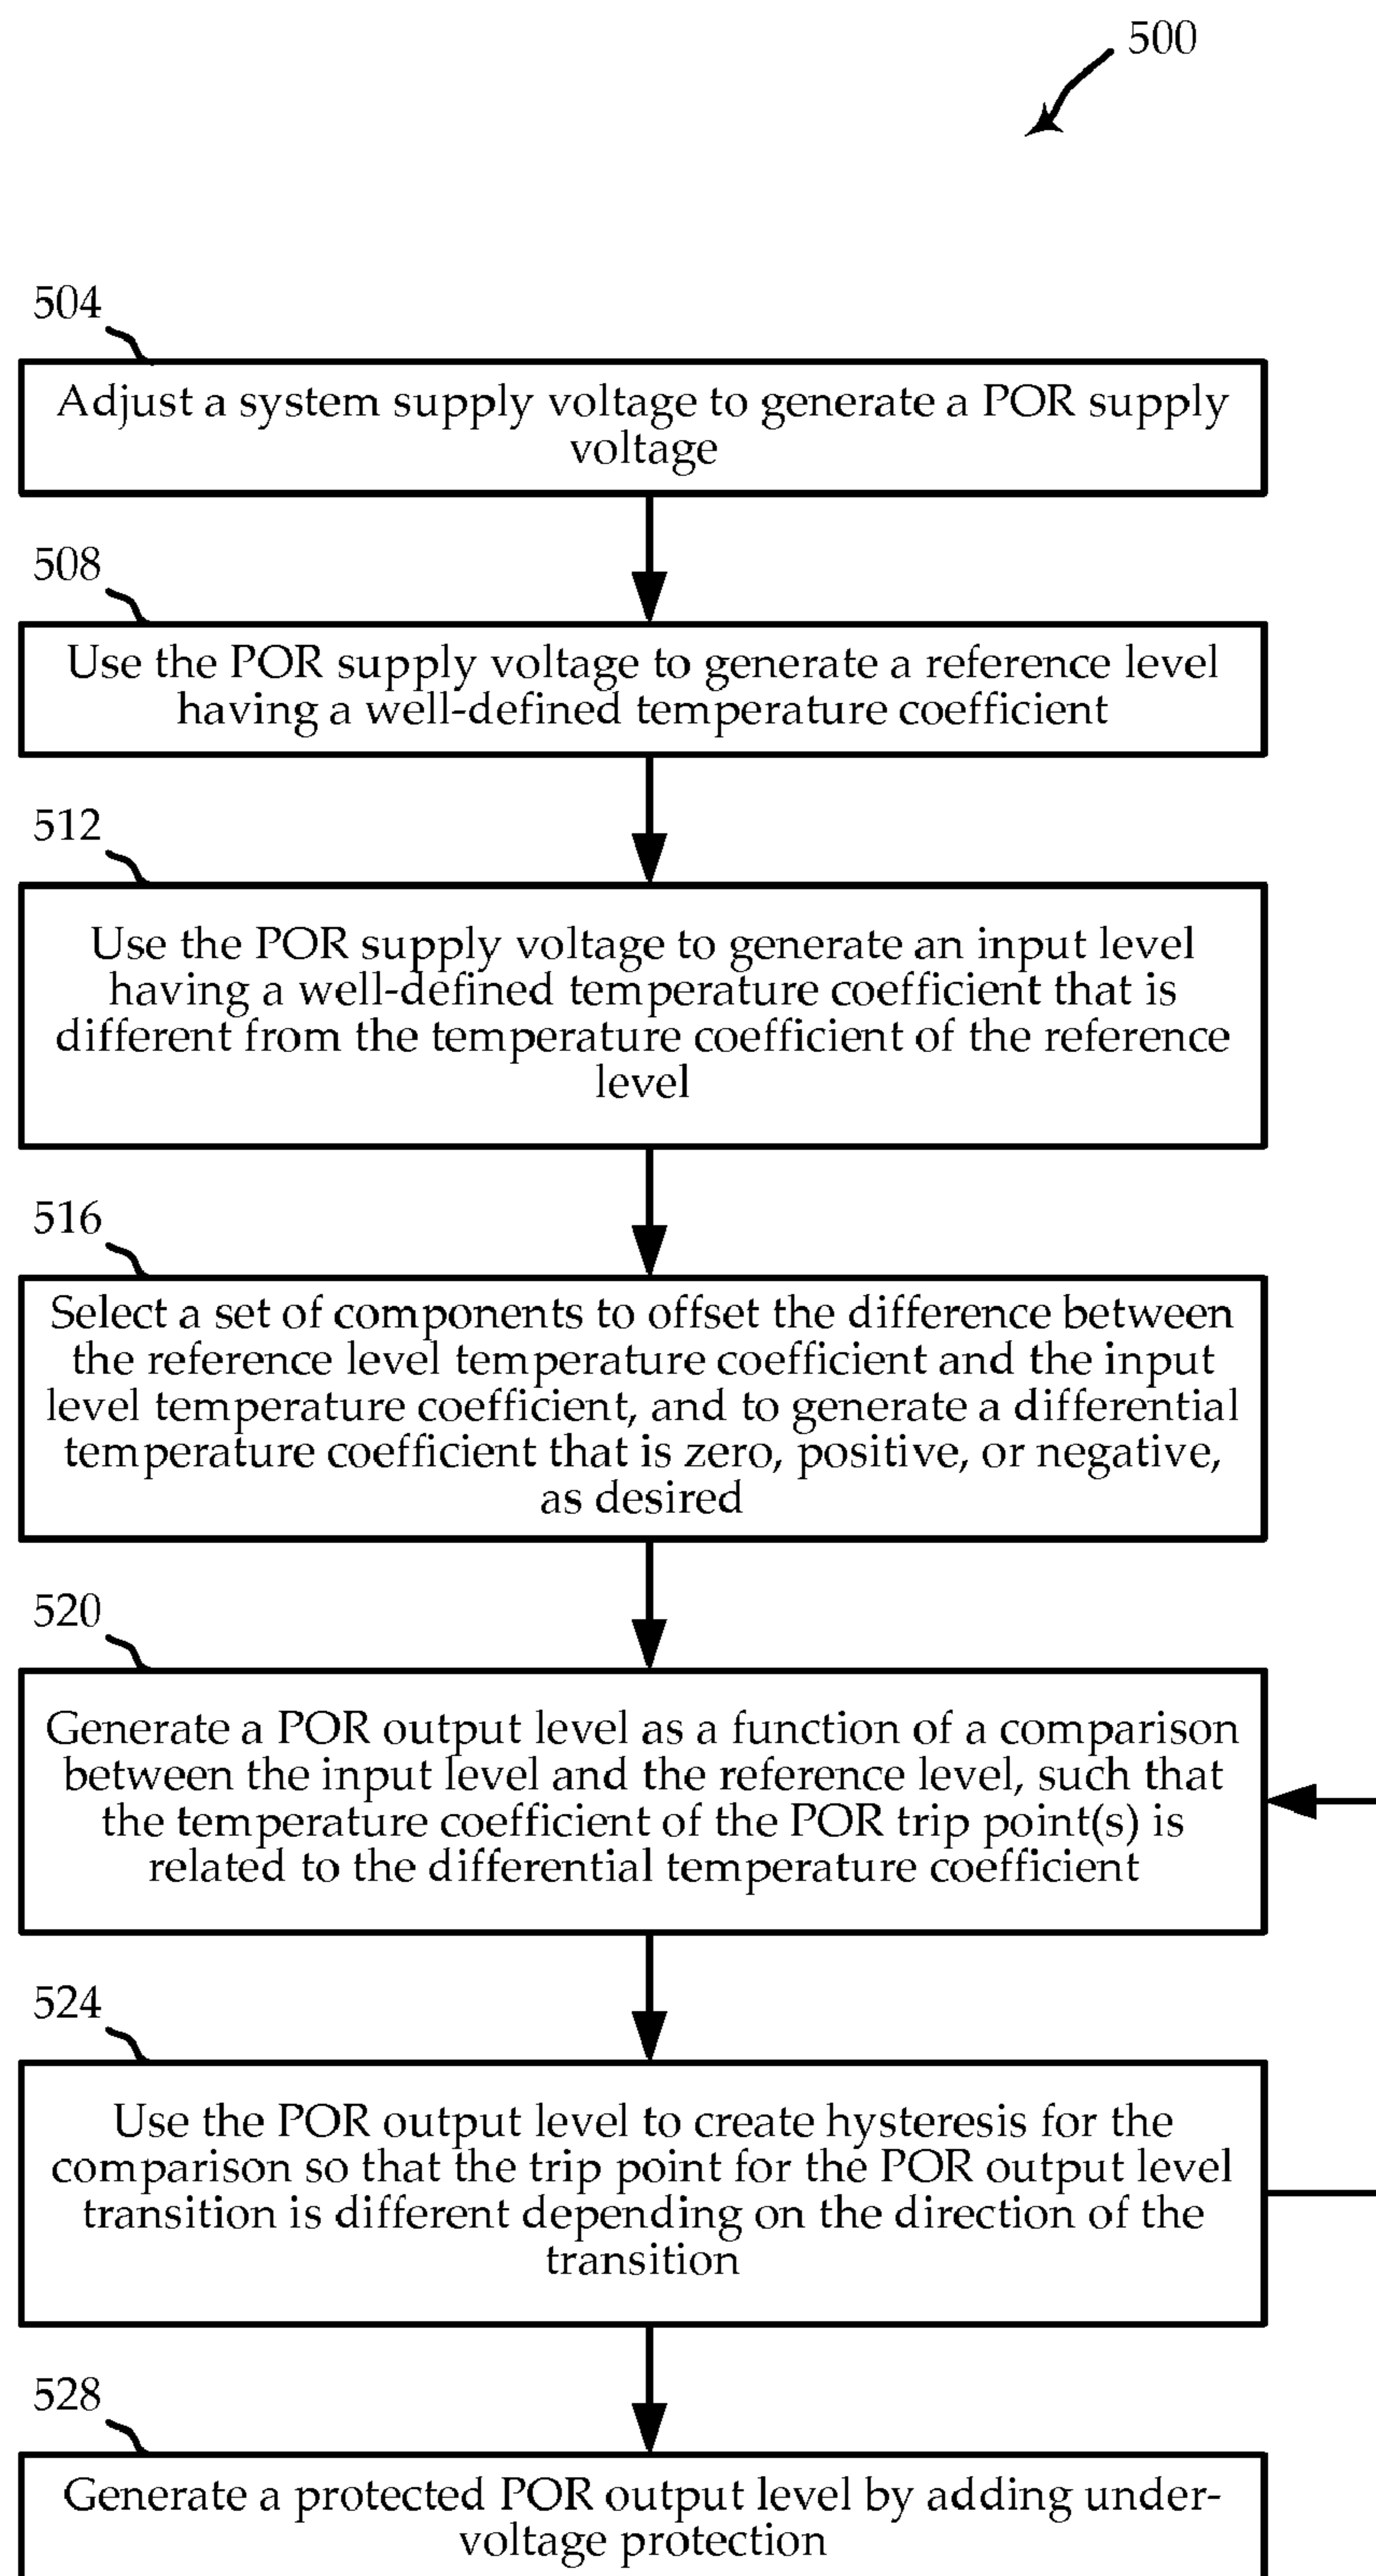 500
504
Adjust a system supply voltage to generate a POR supply
voltage
508
Use the POR supply voltage to generate a reference level
having a well-defined temperature coefficient
512
Use the POR supply voltage to generate an input level
having a well-defined temperature coefficient that is
different from the temperature coefficient of the reference
level
516
Select a set of components to offset the difference between
the reference level temperature coefficient and the input
level temperature coefficient, and to generate a differential
temperature coefficient that is zero, positive, or negative,
as desired
520
Generate a POR output level as a function of a comparison
between the input level and the reference level, such that
the temperature coefficient of the POR trip point(s) is
related to the differential temperature coefficient
524
Use the POR output level to create hysteresis for the
comparison so that the trip point for the POR output level
transition is different depending on the direction of the
transition
528
Generate a protected POR output level by adding under-
voltage protection